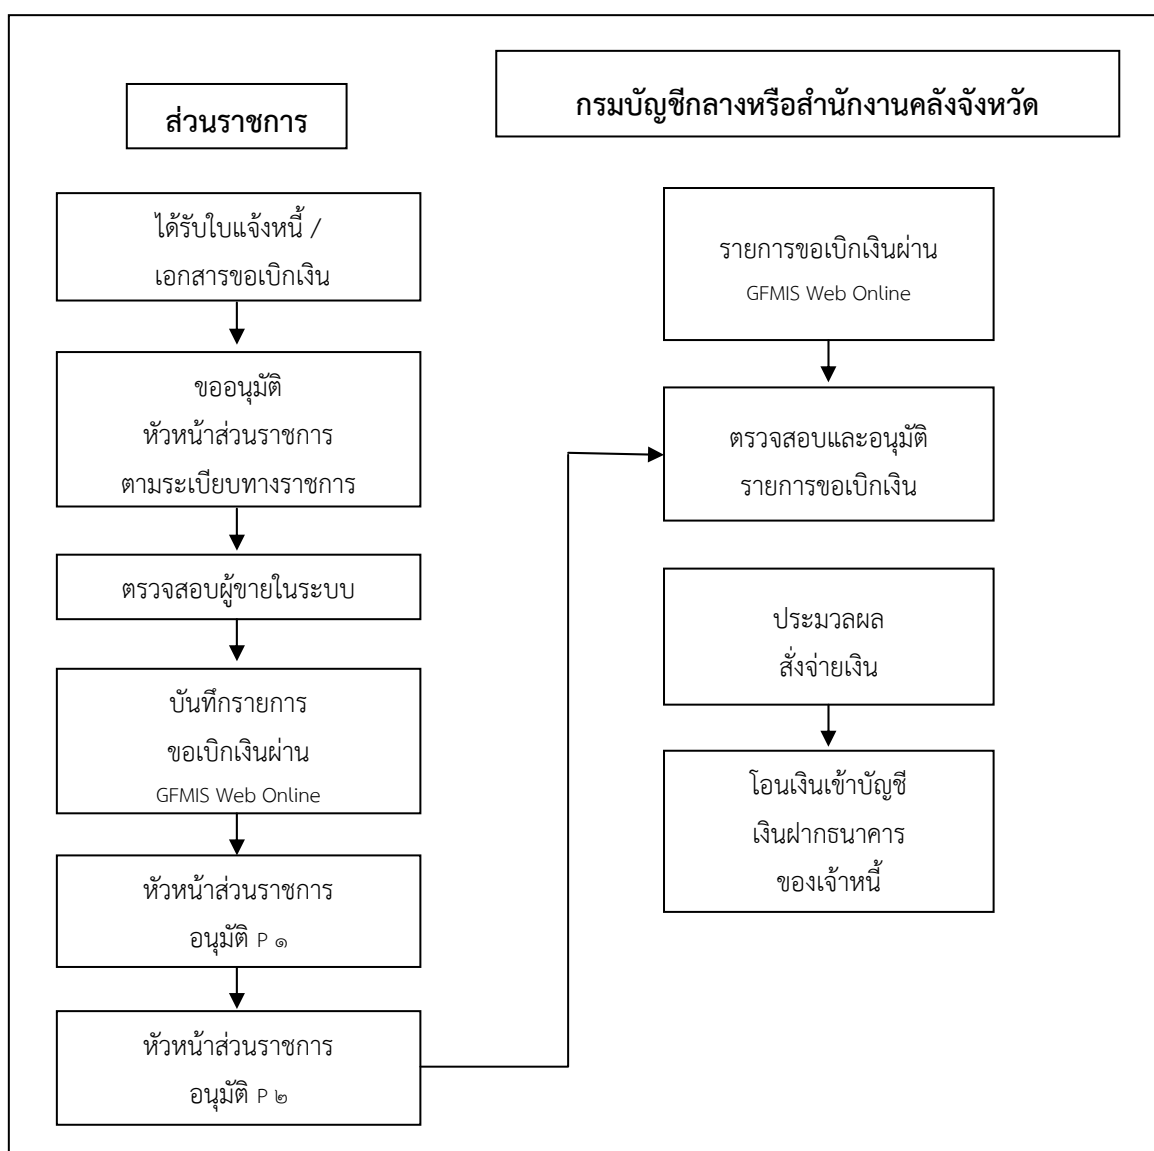 ส่วนราชการ
กรมบัญชีกลางหรือสำนักงานคลังจังหวัด
ได้รับใบแจ้งหนี้ /
เอกสารขอเบิกเงิน
ขออนุมัติ
หัวหน้าส่วนราชการ
ตามระเบียบทางราชการ
ตรวจสอบผู้ขายในระบบ
บันทึกรายการ
ขอเบิกเงินผ่าน
GFMIS Web Online
หัวหน้าส่วนราชการ
อนุมัติ P ๑
หัวหน้าส่วนราชการ
อนุมัติ P ๒
รายการขอเบิกเงินผ่าน
GFMIS Web Online
ตรวจสอบและอนุมัติ
รายการขอเบิกเงิน
ประมวลผล
สั่งจ่ายเงิน
โอนเงินเข้าบัญชี
เงินฝากธนาคาร
ของเจ้าหนี้